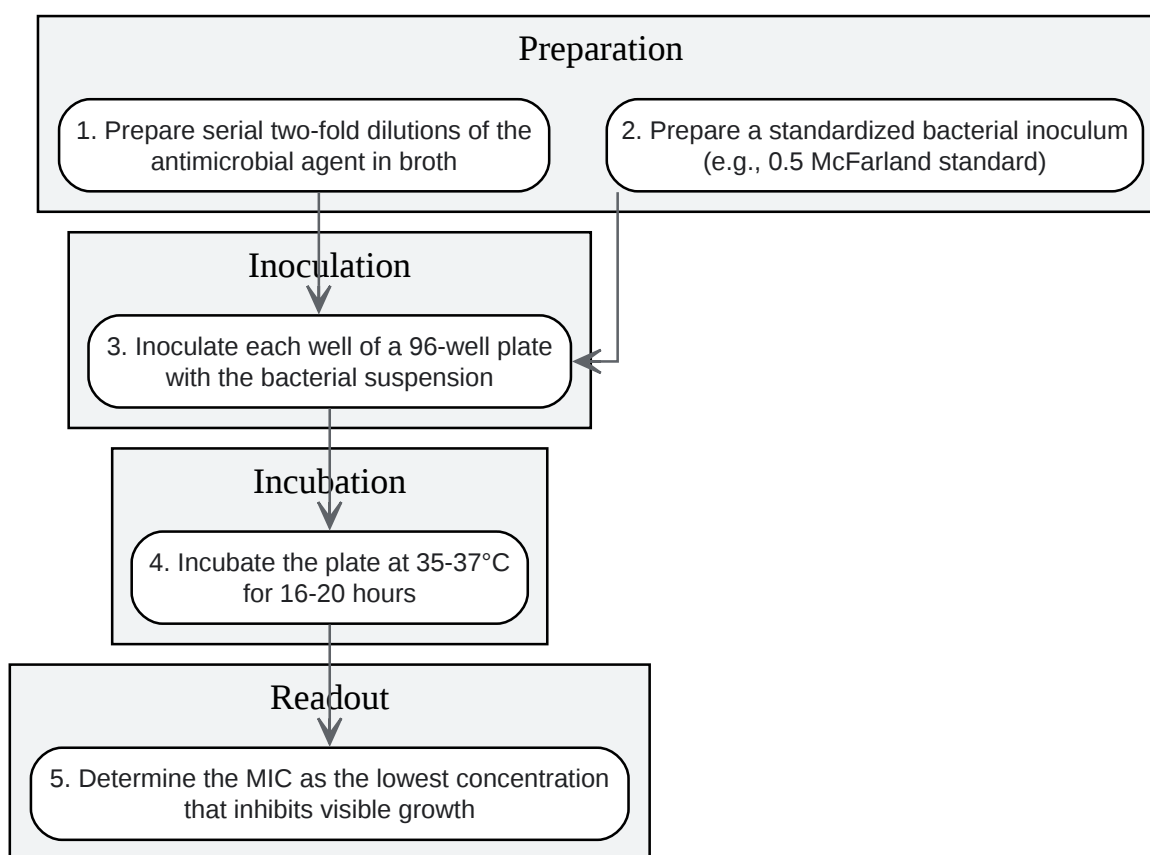 Preparation
1. Prepare serial two-fold dilutions of the
antimicrobial agent in broth
2. Prepare a standardized bacterial inoculum
(e.g., 0.5 McFarland standard)
Inoculation
3. Inoculate each well of a 96-well plate
with the bacterial suspension
Incubation
4. Incubate the plate at 35-37°C
for 16-20 hours
Readout
5. Determine the MIC as the lowest concentration
that inhibits visible growth